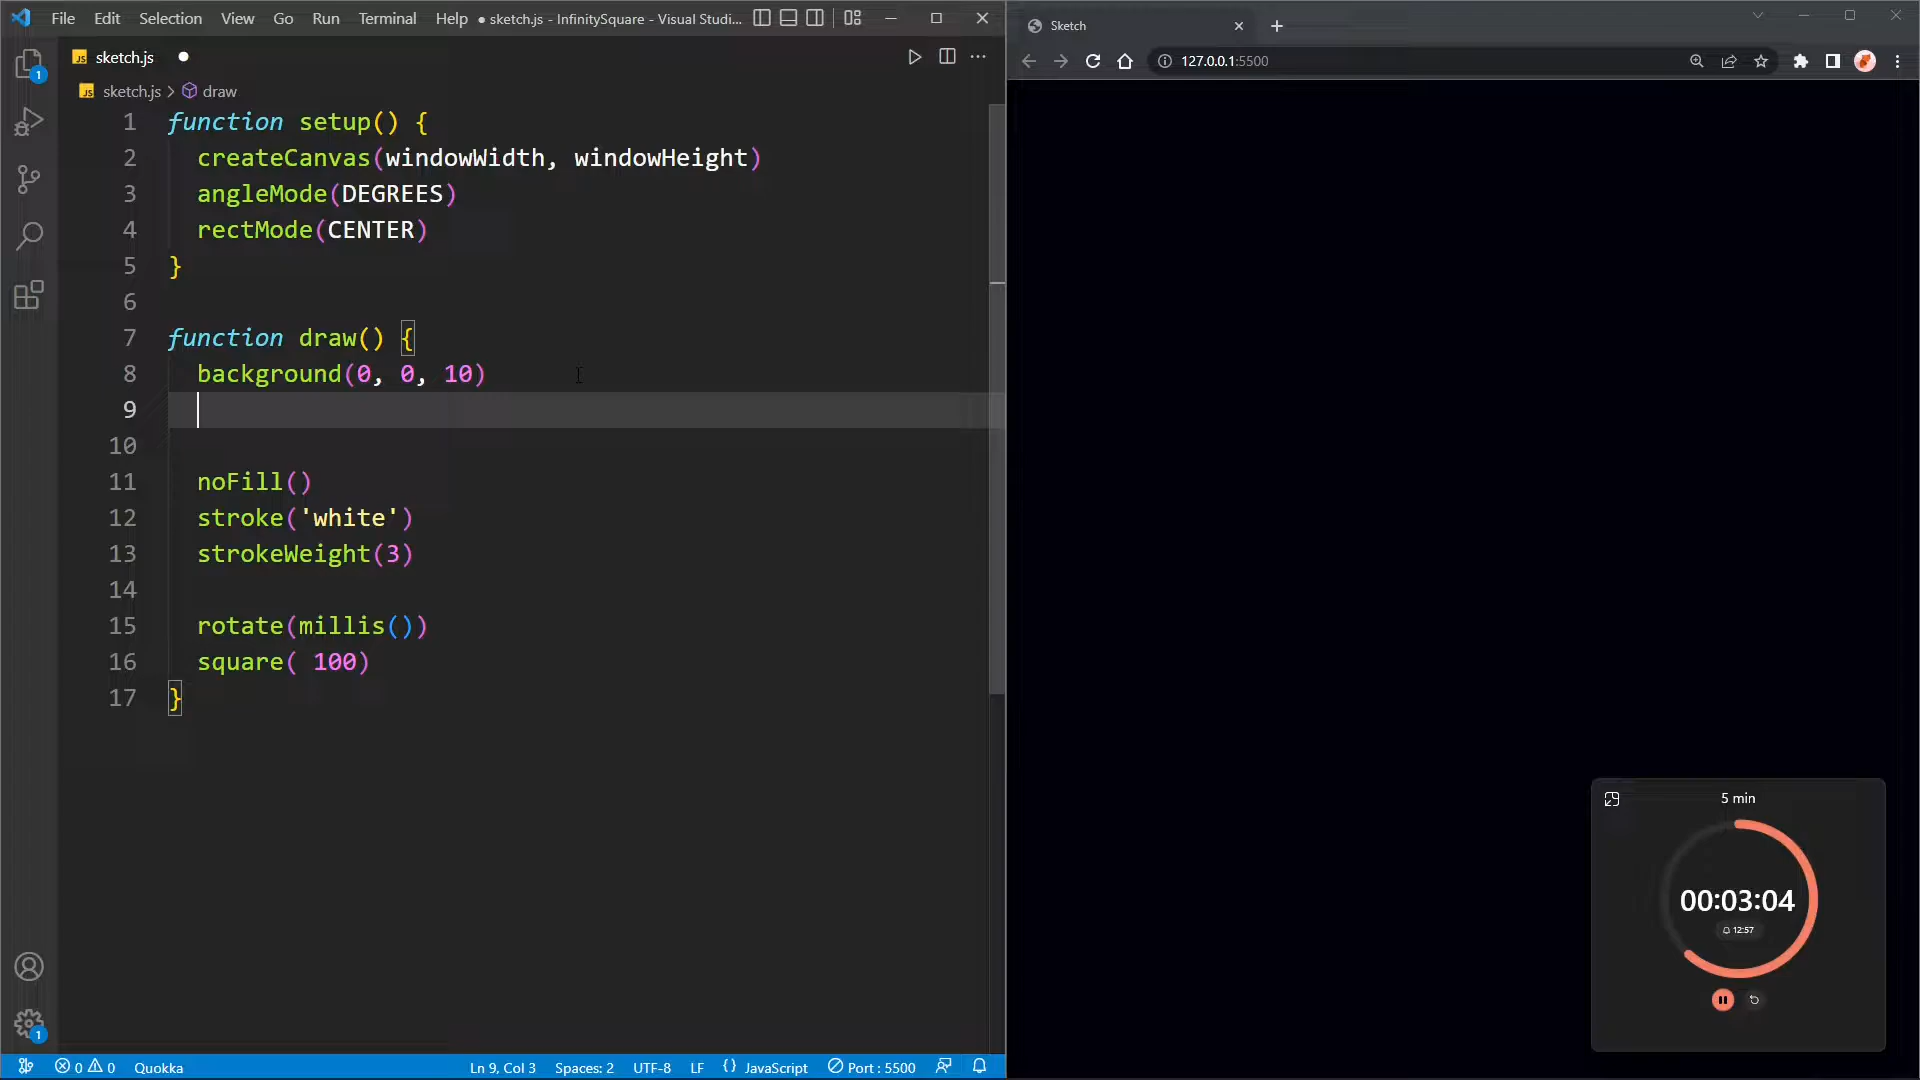 File Edit Selection View Go Run Terminal Help ● sketch.js - InfinitySquare - Visual Studi...
JS sketch.js ●
JS sketch.js > draw
1 function setup() {
2 createCanvas(windowWidth, windowHeight)
3 angleMode(DEGREES)
4 rectMode(CENTER)
5 }
6
7 function draw() {
8 background(0, 0, 10)
9
10
11 noFill()
12 stroke('white')
13 strokeWeight(3)
14
15 rotate(millis())
16 square( 100)
17 }
1
1
0 0 Quokka Ln 9, Col 3 Spaces: 2 UTF-8 LF {} JavaScript Port : 5500
Sketch
127.0.0.1:5500
5 min
00:03:04
12:57